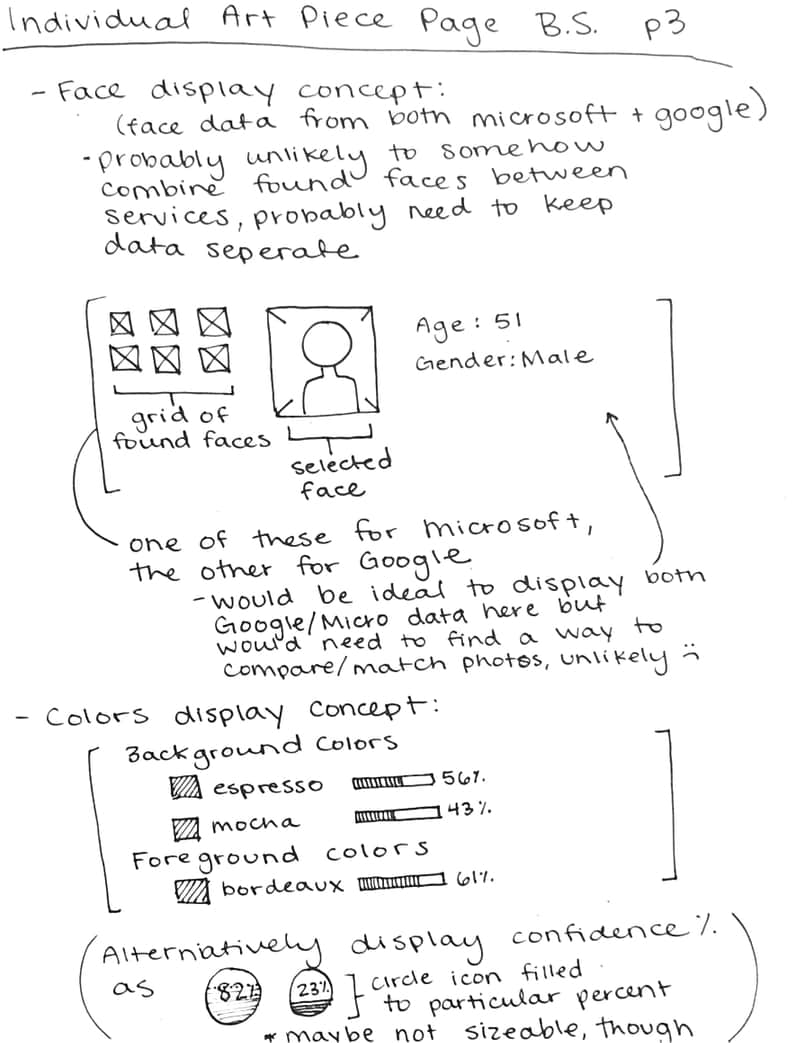 Individual Art Piece Page B.S. p3
- Face display concept:
(face data from both microsoft + google)
- probably unlikely to somehow
combine found faces between
services, probably need to keep
data seperate
Age: 51
Gender: Male
grid of
found faces
selected
face
one of these for microsoft,
the other for Google
- would be ideal to display both
Google/Micro data here but
would need to find a way to
compare/match photos, unlikely :(
- Colors display concept:
Background Colors
espresso 56%
mocha 43%
Foreground colors
bordeaux 61%
(Alterniatively display confidence %
as 82% 23% } circle icon filled
to particular percent
* maybe not sizeable, though)